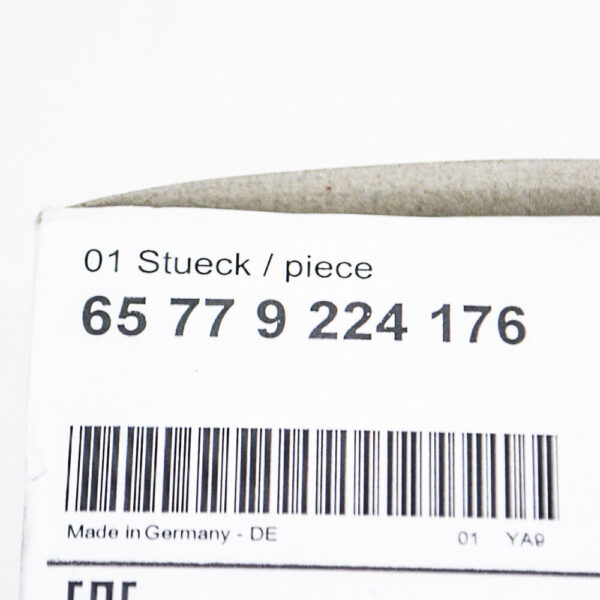 01 Stueck / piece
65 77 9 224 176
Made in Germany - DE
01 YA9